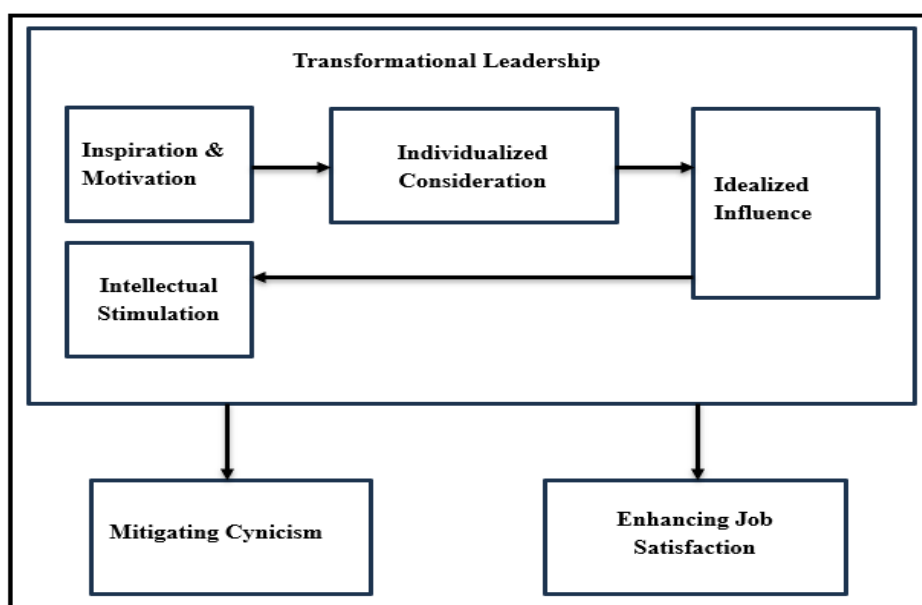 Transformational Leadership
Inspiration &
Motivation
Individualized
Consideration
Idealized
Influence
Intellectual
Stimulation
Mitigating Cynicism
Enhancing Job
Satisfaction